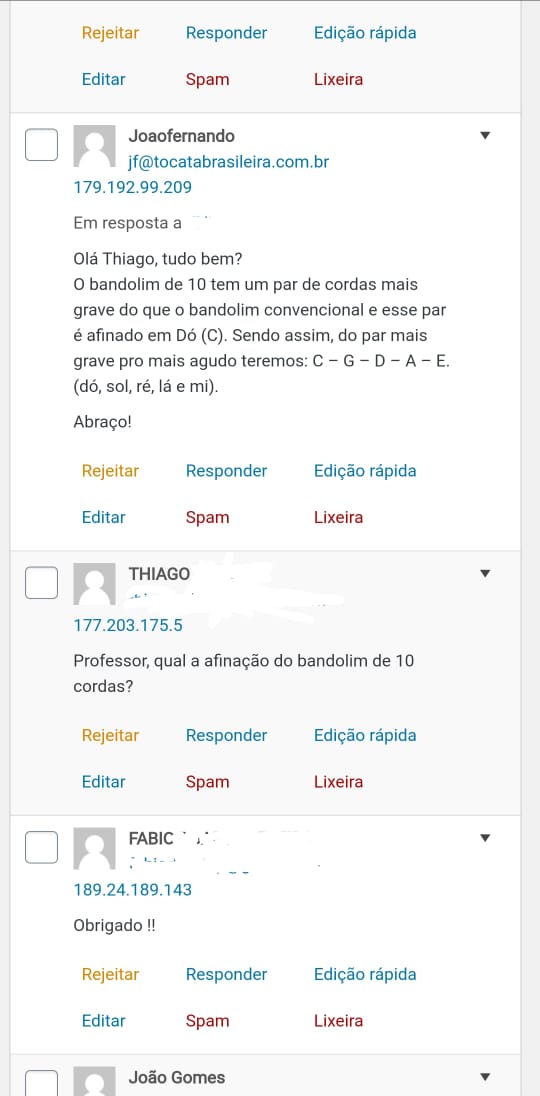 Rejeitar Responder Edição rápida
Editar Spam Lixeira
Joaofernando
jf@tocatabrasileira.com.br
179.192.99.209
Em resposta a
Olá Thiago, tudo bem?
O bandolim de 10 tem um par de cordas mais
grave do que o bandolim convencional e esse par
é afinado em Dó (C). Sendo assim, do par mais
grave pro mais agudo teremos: C – G – D – A – E.
(dó, sol, ré, lá e mi).
Abraço!
Rejeitar Responder Edição rápida
Editar Spam Lixeira
THIAGO
177.203.175.5
Professor, qual a afinação do bandolim de 10
cordas?
Rejeitar Responder Edição rápida
Editar Spam Lixeira
FABIC
189.24.189.143
Obrigado !!
Rejeitar Responder Edição rápida
Editar Spam Lixeira
João Gomes